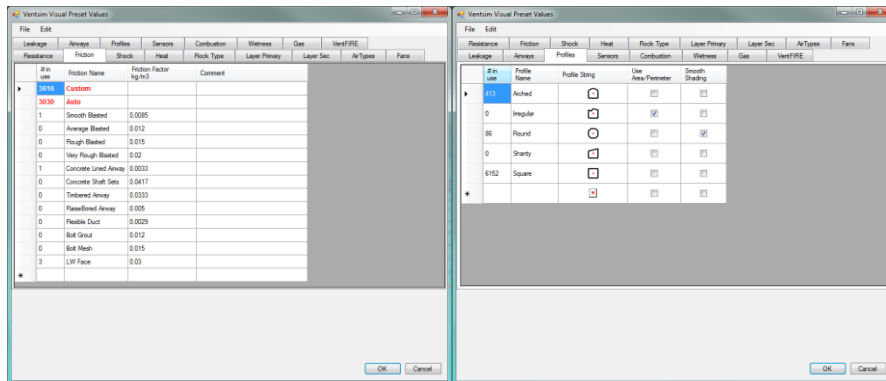 Ventsim Visual Preset Values
File Edit
Leakage Airways Profiles Sensors Combustion Wetness Gas VentFIRE
Resistance Friction Shock Heat Rock Type Layer Primary Layer Sec AirTypes Fans
# in use Friction Name Friction Factor kg/m3 Comment
3616 Custom
3030 Auto
1 Smooth Blasted 0.0085
0 Average Blasted 0.012
0 Rough Blasted 0.015
0 Very Rough Blasted 0.02
1 Concrete Lined Airway 0.0033
0 Concrete Shaft Sets 0.0417
0 Timbered Airway 0.0333
0 RaiseBored Airway 0.005
0 Flexible Duct 0.0029
0 Bolt Grout 0.012
0 Bolt Mesh 0.015
3 LW Face 0.03
OK Cancel
Ventsim Visual Preset Values
File Edit
Resistance Friction Shock Heat Rock Type Layer Primary Layer Sec AirTypes Fans
Leakage Airways Profiles Sensors Combustion Wetness Gas VentFIRE
# in use Profile Name Profile String Use Area/Perimeter Smooth Shading
413 Arched
0 Irregular
86 Round
0 Shanty
6152 Square
OK Cancel